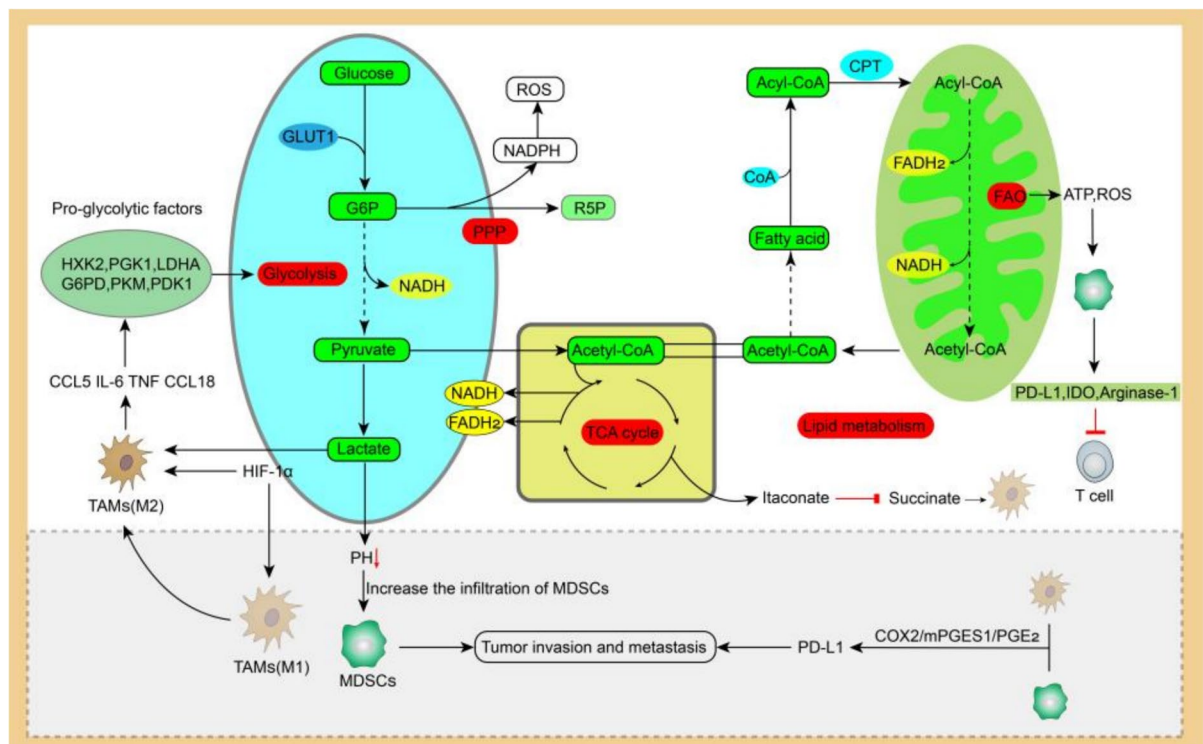 Glucose
GLUT1
G6P
ROS
NADPH
PPP
R5P
Pro-glycolytic factors
HXK2,PGK1,LDHA
G6PD,PKM,PDK1
Glycolysis
NADH
Pyruvate
Lactate
CCL5 IL-6 TNF CCL18
TAMs(M2)
HIF-1α
Acetyl-CoA
NADH
FADH2
TCA cycle
Acetyl-CoA
Fatty acid
CoA
Acyl-CoA
CPT
Acyl-CoA
FADH2
FAO
ATP,ROS
NADH
Acetyl-CoA
PD-L1,IDO,Arginase-1
T cell
Lipid metabolism
Itaconate
Succinate
PH
Increase the infiltration of MDSCs
TAMs(M1)
MDSCs
Tumor invasion and metastasis
PD-L1
COX2/mPGES1/PGE2